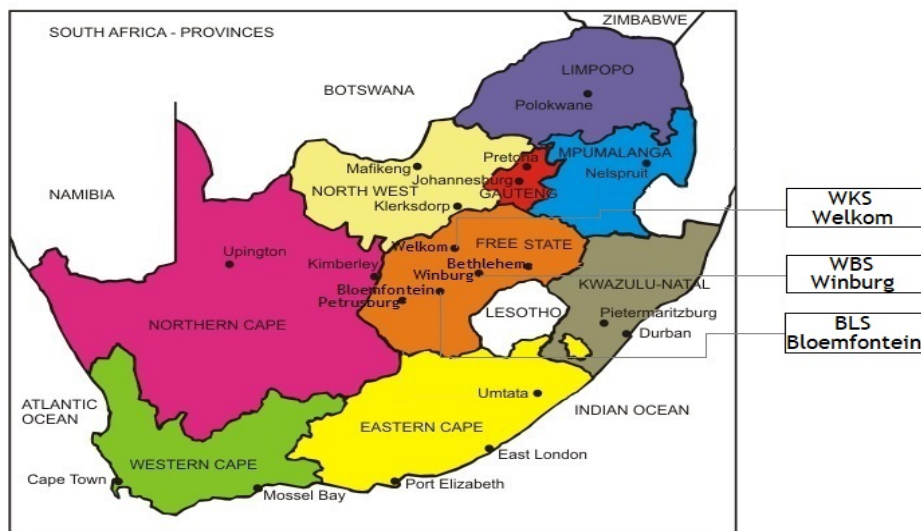 ZIMBABWE
SOUTH AFRICA - PROVINCES
LIMPOPO
BOTSWANA
Polokwane
Pretoria
MPUMALANGA
Mafikeng
Nelspruit
Johannesburg
NAMIBIA
NORTH WEST
GAUTENG
Klerksdorp
WKS
Welkom
Welkom
FREE STATE
Upington
Kimberley
Bethlehem
Winburg
WBS
Winburg
KWAZULU-NATAL
Bloemfontein
Petrusburg
LESOTHO
Pietermaritzburg
NORTHERN CAPE
Durban
BLS
Bloemfontein
Umtata
ATLANTIC
OCEAN
INDIAN OCEAN
EASTERN CAPE
East London
WESTERN CAPE
Cape Town
Port Elizabeth
Mossel Bay